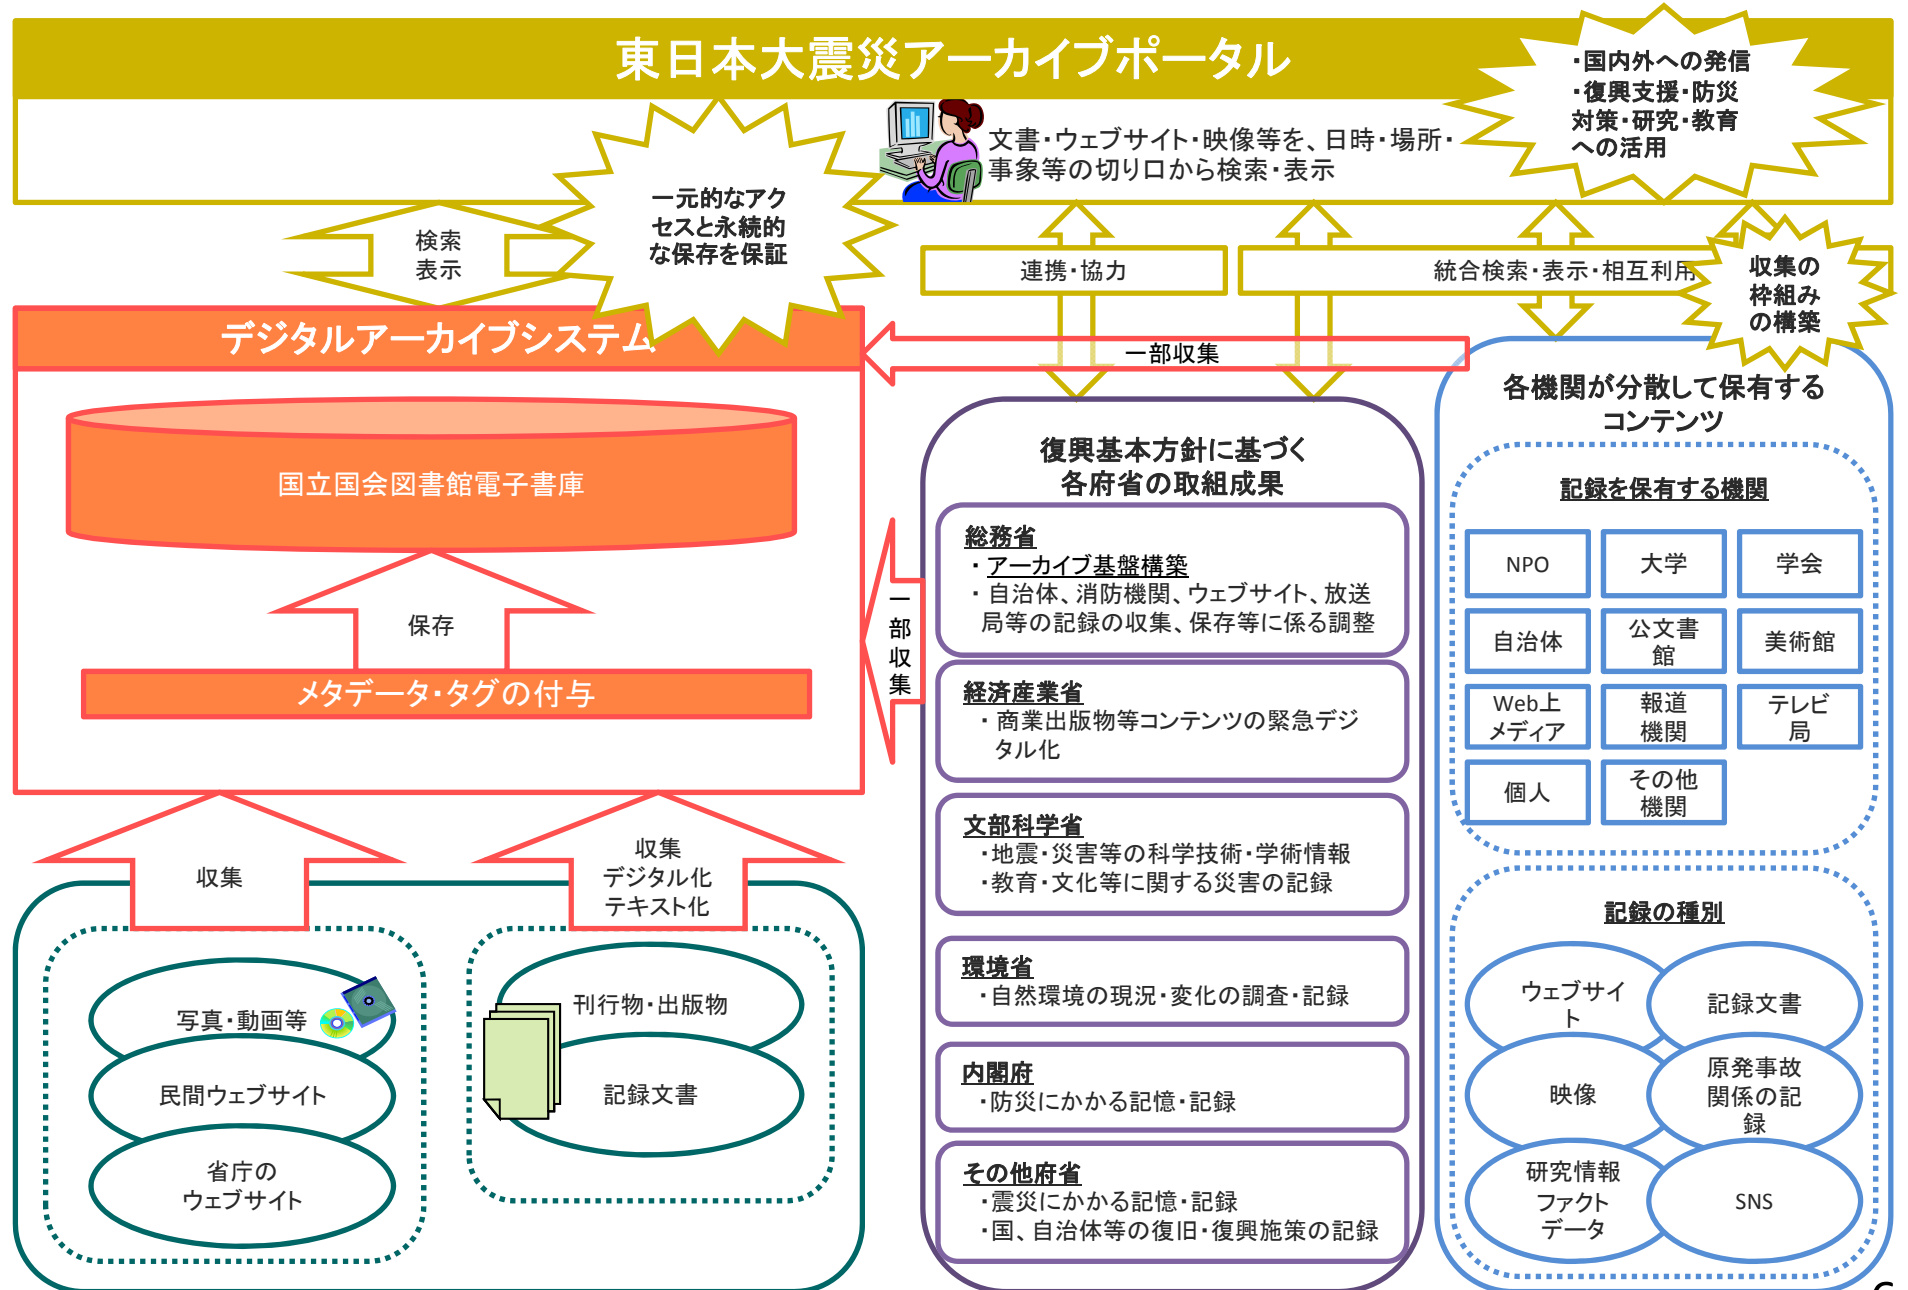 東日本大震災アーカイブポータル
・国内外への発信
・復興支援・防災
対策・研究・教育
への活用
文書・ウェブサイト・映像等を、日時・場所・
事象等の切り口から検索・表示
一元的なアク
セスと永続的
な保存を保証
検索
表示
連携・協力
統合検索・表示・相互利用
収集の
枠組み
の構築
デジタルアーカイブシステム
一部収集
国立国会図書館電子書庫
保存
メタデータ・タグの付与
一
部
収
集
収集
収集
デジタル化
テキスト化
写真・動画等
民間ウェブサイト
省庁の
ウェブサイト
刊行物・出版物
記録文書
復興基本方針に基づく
各府省の取組成果
総務省
・アーカイブ基盤構築
・自治体、消防機関、ウェブサイト、放送
局等の記録の収集、保存等に係る調整
経済産業省
・商業出版物等コンテンツの緊急デジ
タル化
文部科学省
・地震・災害等の科学技術・学術情報
・教育・文化等に関する災害の記録
環境省
・自然環境の現況・変化の調査・記録
内閣府
・防災にかかる記憶・記録
その他府省
・震災にかかる記憶・記録
・国、自治体等の復旧・復興施策の記録
各機関が分散して保有する
コンテンツ
記録を保有する機関
NPO
大学
学会
自治体
公文書
館
美術館
Web上
メディア
報道
機関
テレビ
局
個人
その他
機関
記録の種別
ウェブサイ
ト
記録文書
映像
原発事故
関係の記
録
研究情報
ファクト
データ
SNS